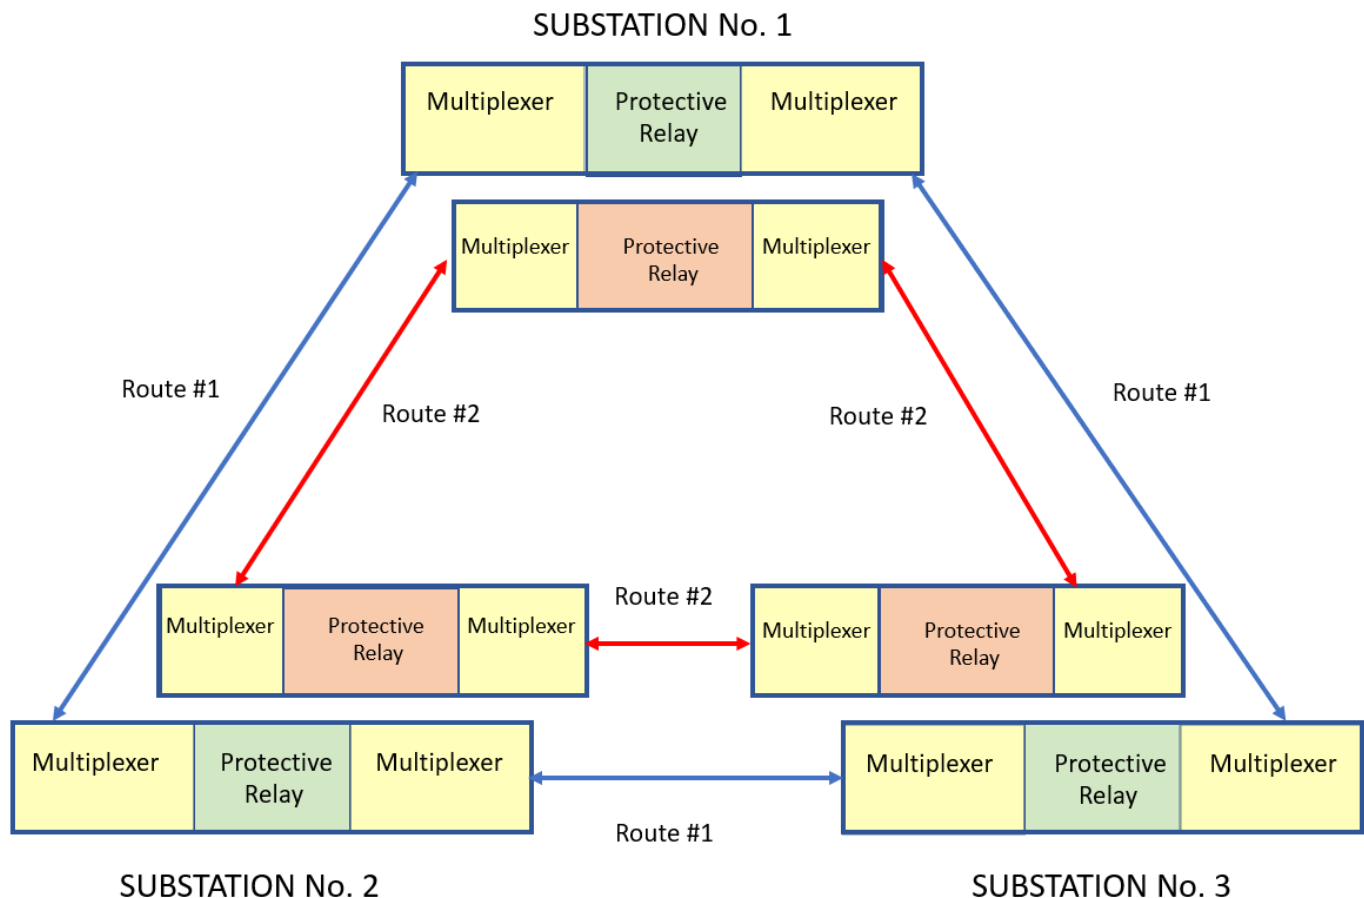 SUBSTATION No. 1
Multiplexer
Protective
Relay
Multiplexer
Multiplexer
Protective
Relay
Multiplexer
Route #1
Route #2
Route #2
Route #1
Multiplexer
Protective
Relay
Multiplexer
Route #2
Multiplexer
Protective
Relay
Multiplexer
Multiplexer
Protective
Relay
Multiplexer
Route #1
Multiplexer
Protective
Relay
Multiplexer
SUBSTATION No. 2
SUBSTATION No. 3